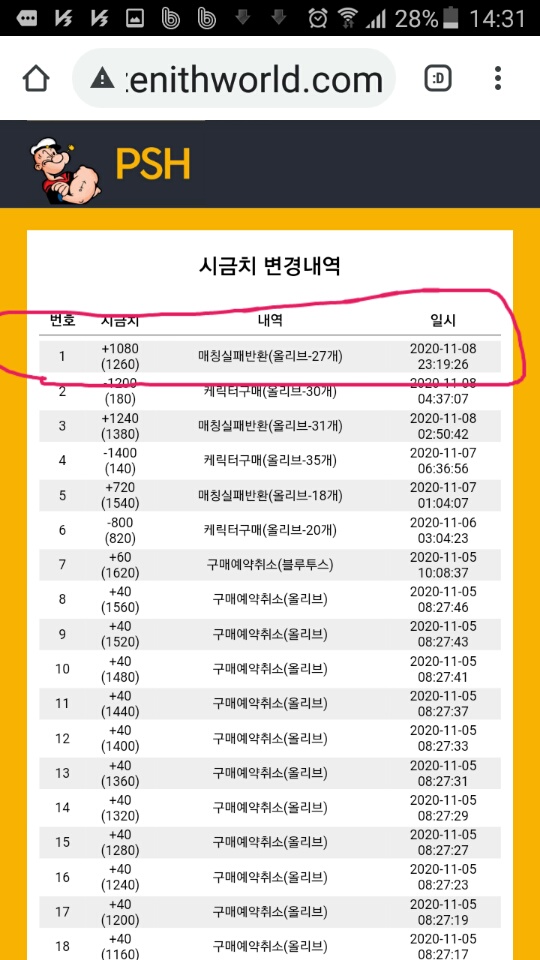 28% 14:31
:enithworld.com :D
PSH
시금치 변경내역
번호 시금치 내역 일시
1 +1080 (1260) 매칭실패반환(올리브-27개) 2020-11-08 23:19:26
2 -1200 (180) 케릭터구매(올리브-30개) 2020-11-08 04:37:07
3 +1240 (1380) 매칭실패반환(올리브-31개) 2020-11-08 02:50:42
4 -1400 (140) 케릭터구매(올리브-35개) 2020-11-07 06:36:56
5 +720 (1540) 매칭실패반환(올리브-18개) 2020-11-07 01:04:07
6 -800 (820) 케릭터구매(올리브-20개) 2020-11-06 03:04:23
7 +60 (1620) 구매예약취소(블루투스) 2020-11-05 10:08:37
8 +40 (1560) 구매예약취소(올리브) 2020-11-05 08:27:46
9 +40 (1520) 구매예약취소(올리브) 2020-11-05 08:27:43
10 +40 (1480) 구매예약취소(올리브) 2020-11-05 08:27:41
11 +40 (1440) 구매예약취소(올리브) 2020-11-05 08:27:37
12 +40 (1400) 구매예약취소(올리브) 2020-11-05 08:27:33
13 +40 (1360) 구매예약취소(올리브) 2020-11-05 08:27:31
14 +40 (1320) 구매예약취소(올리브) 2020-11-05 08:27:29
15 +40 (1280) 구매예약취소(올리브) 2020-11-05 08:27:27
16 +40 (1240) 구매예약취소(올리브) 2020-11-05 08:27:23
17 +40 (1200) 구매예약취소(올리브) 2020-11-05 08:27:19
18 +40 (1160) 구매예약취소(올리브) 2020-11-05 08:27:17